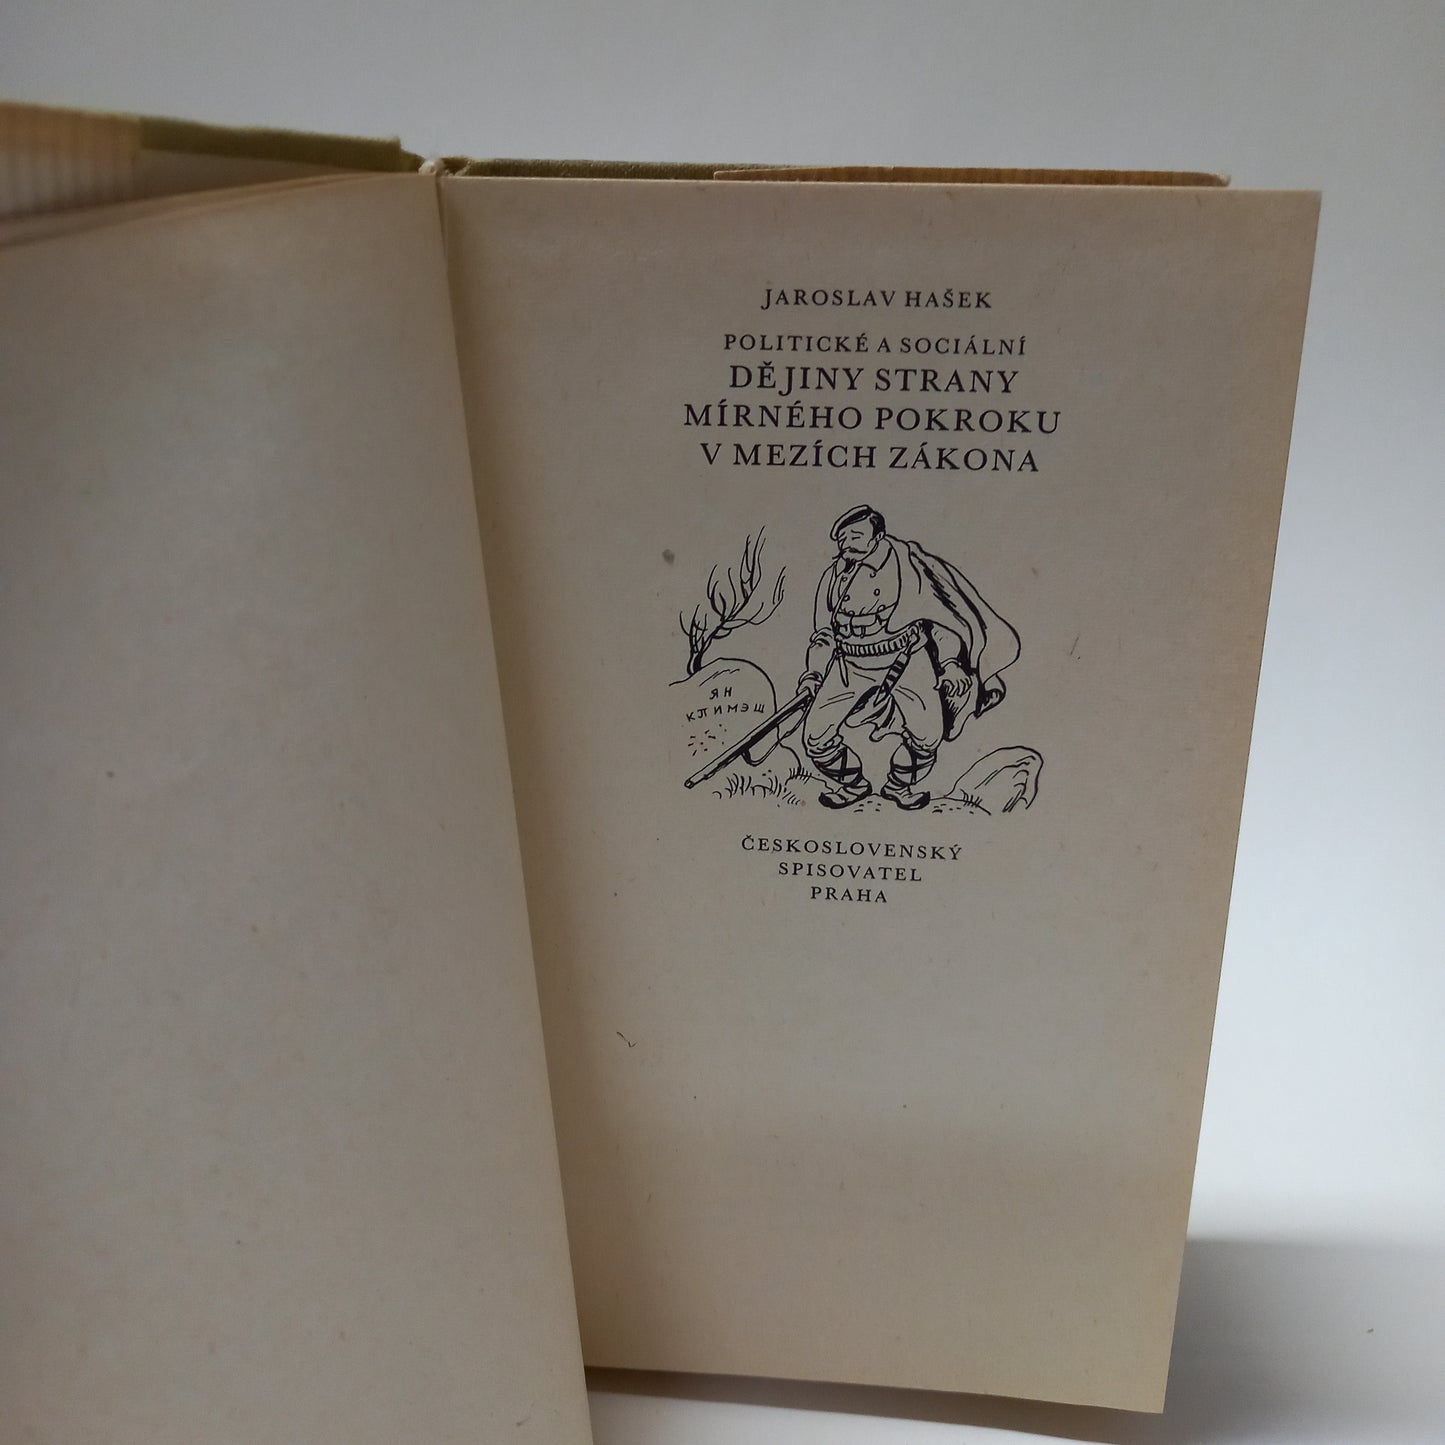 JAROSLAV HAŠEK
POLITICKÉ A SOCIÁLNÍ
DĚJINY STRANY
MÍRNÉHO POKROKU
V MEZÍCH ZÁKONA
ЯН
КЛИМЭШ
ČESKOSLOVENSKÝ
SPISOVATEL
PRAHA